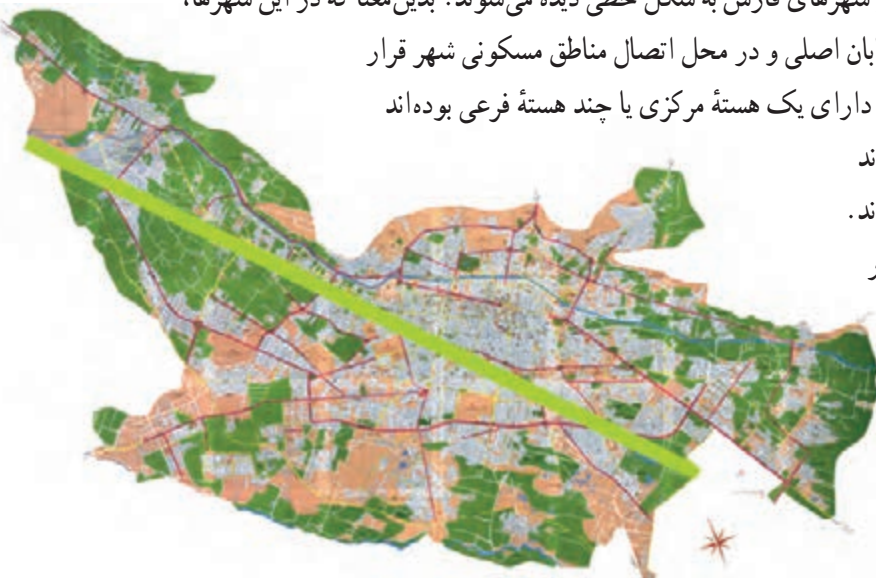 شهرهای فارس به شکل خطی دیده می‌شوند؛ بدین‌معنا که در این شهرها،
ابان اصلی و در محل اتصال مناطق مسکونی شهر قرار
دارای یک هستهٔ مرکزی یا چند هستهٔ فرعی بوده‌اند
ند
ند.
ر